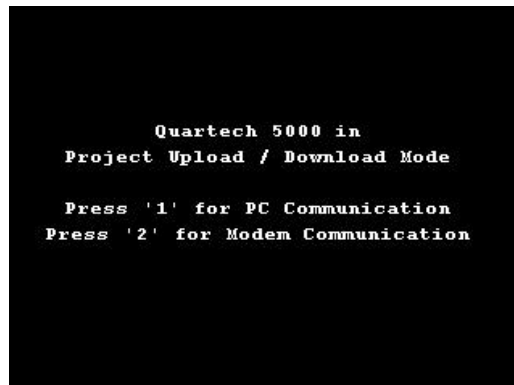 Quartech 5000 in
Project Upload / Download Mode
Press '1' for PC Communication
Press '2' for Modem Communication